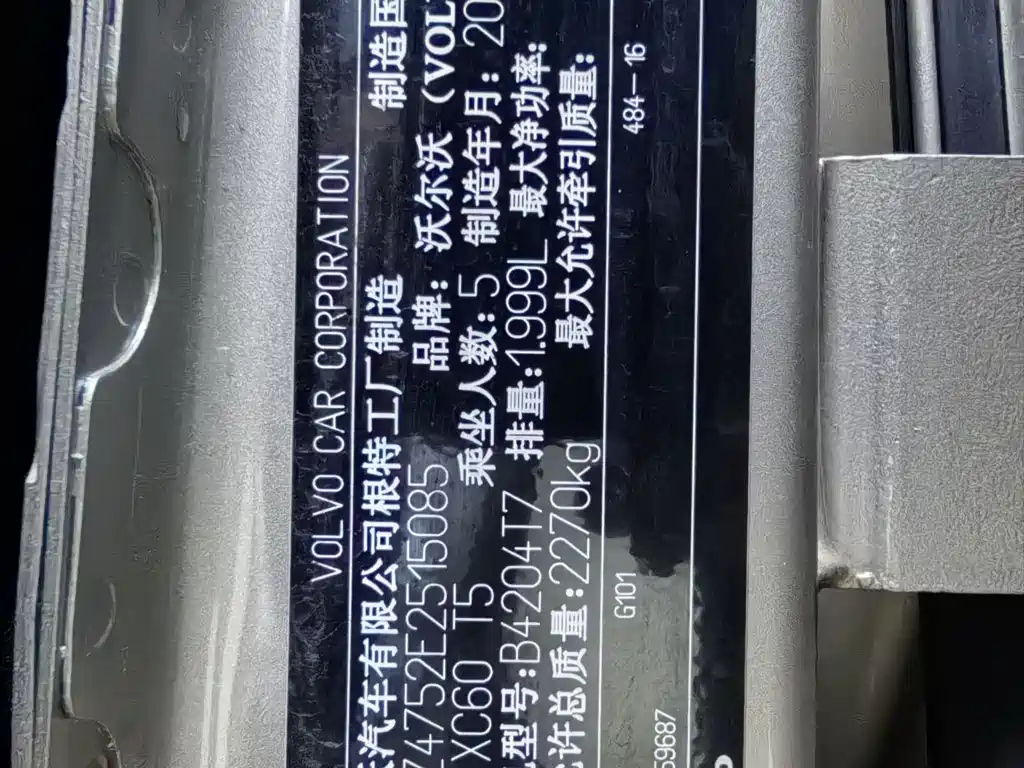 VOLVO CAR CORPORATION
汽车有限公司根特工厂制造 制造国
Z4752E2515085 品牌：沃尔沃（VOL
XC60 T5 乘坐人数：5 制造年月：20
型号：B4204T7 排量：1.999L 最大净功率：
许总质量：2270kg 最大允许牵引质量：
G101 484-16
59687